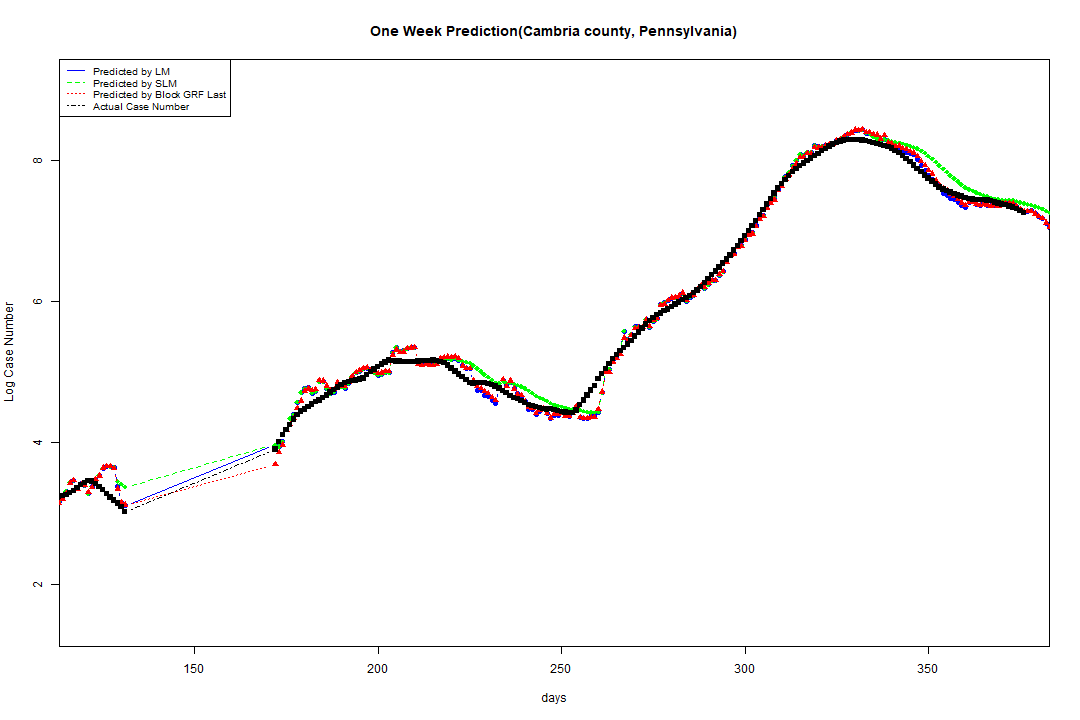 One Week Prediction(Cambria county, Pennsylvania)
Predicted by LM
Predicted by SLM
Predicted by Block GRF Last
Actual Case Number
8
6
4
2
Log Case Number
150 200 250 300 350
days